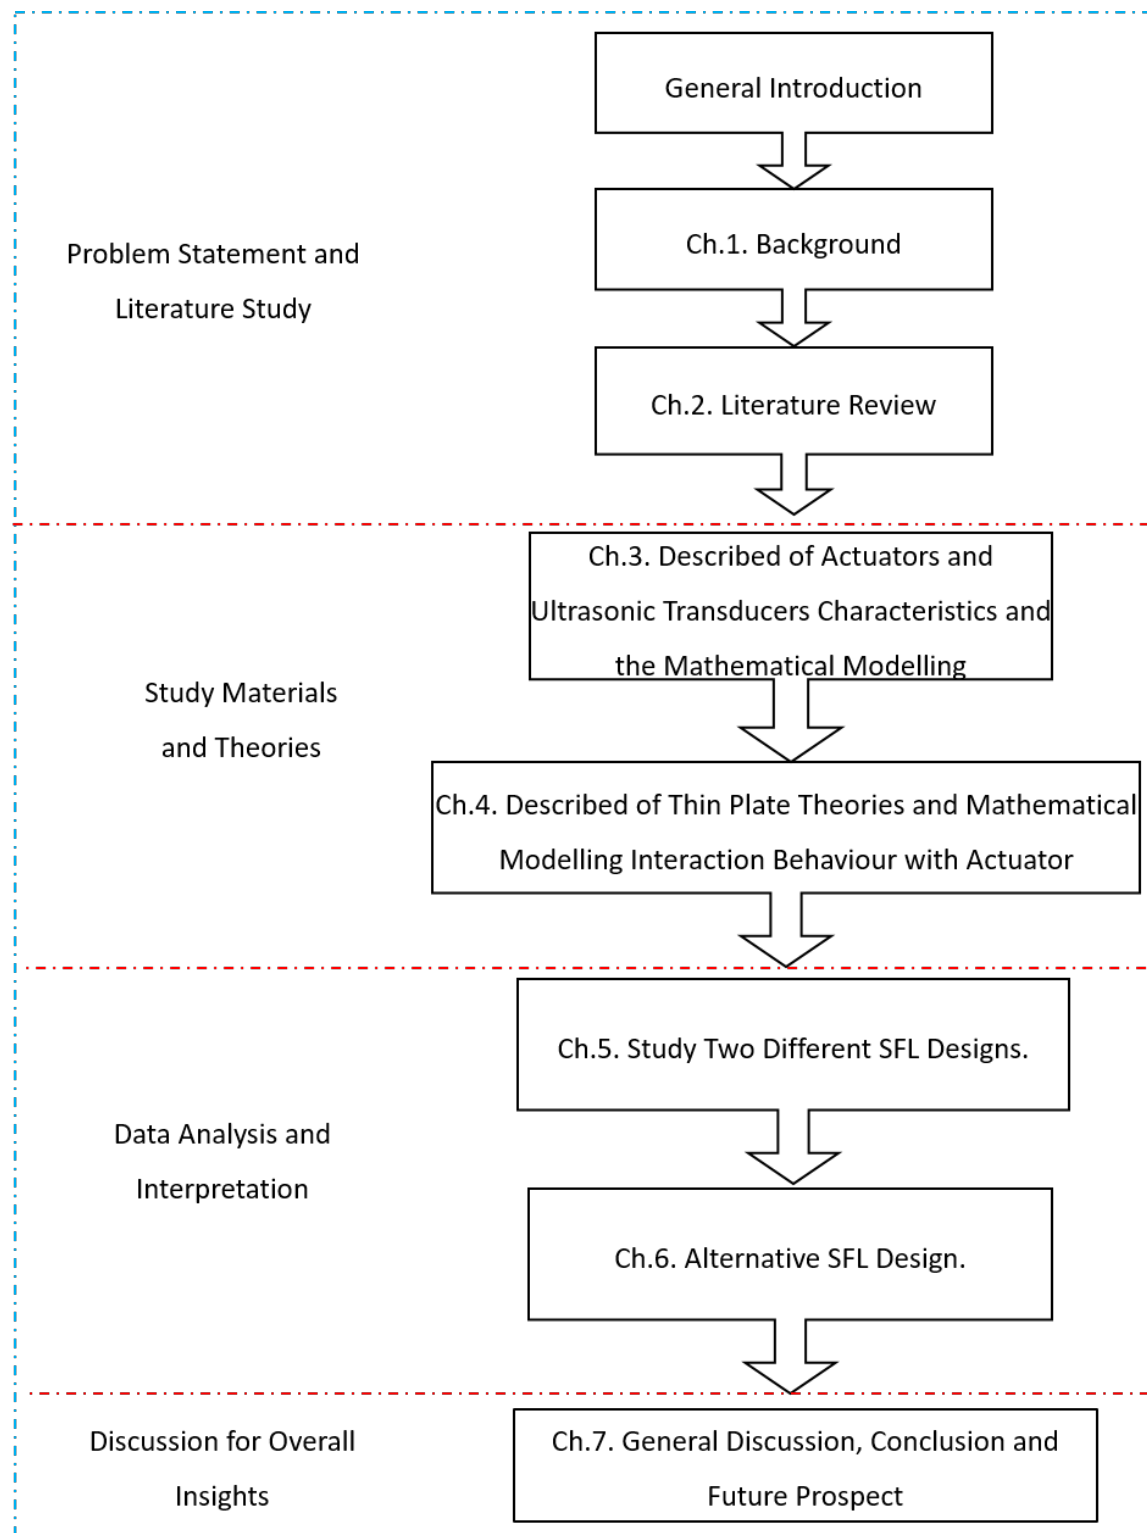 General Introduction
Ch.1. Background
Problem Statement and
Literature Study
Ch.2. Literature Review
Ch.3. Described of Actuators and
Ultrasonic Transducers Characteristics and
the Mathematical Modelling
Study Materials
and Theories
Ch.4. Described of Thin Plate Theories and Mathematical
Modelling Interaction Behaviour with Actuator
Ch.5. Study Two Different SFL Designs.
Data Analysis and
Interpretation
Ch.6. Alternative SFL Design.
Discussion for Overall
Insights
Ch.7. General Discussion, Conclusion and
Future Prospect